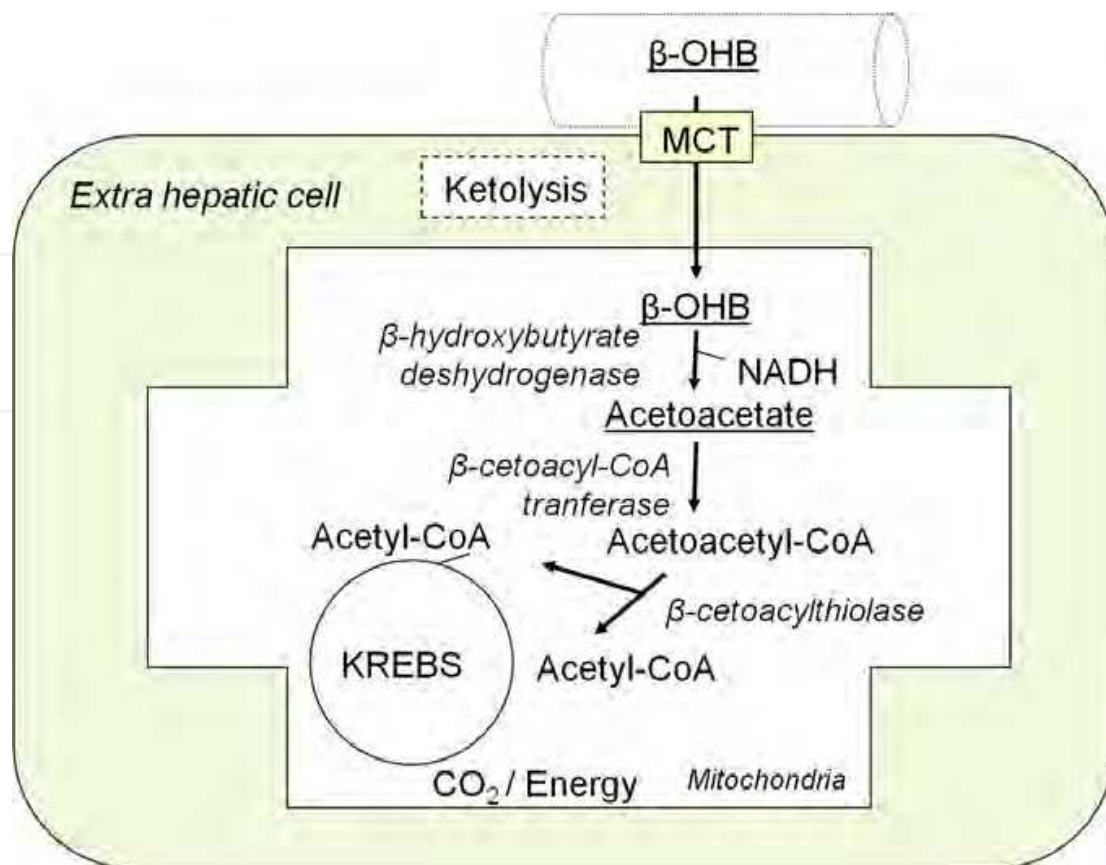 β-OHB
MCT
Extra hepatic cell
Ketolysis
β-OHB
β-hydroxybutyrate
deshydrogenase
NADH
Acetoacetate
β-cetoacyl-CoA
tranferase
Acetyl-CoA
Acetoacetyl-CoA
β-cetoacylthiolase
KREBS
Acetyl-CoA
CO₂ / Energy
Mitochondria